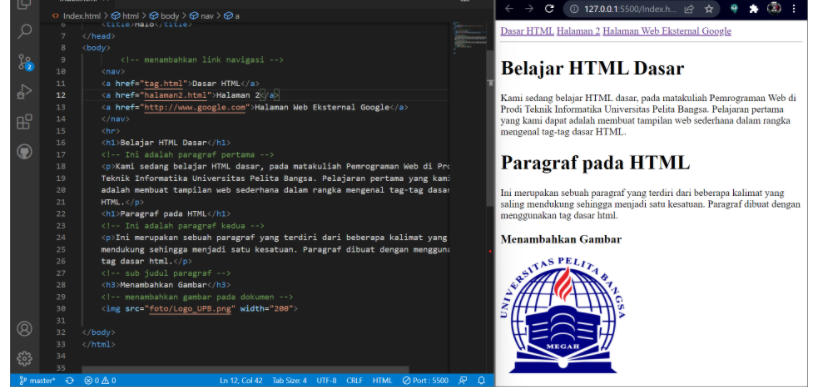 Index.html > html > body > nav > a
6 <title>Halo</title>
7 </head>
8 <body>
9 <!-- menambahkan link navigasi -->
10 <nav>
11 <a href="tag.html">Dasar HTML</a>
12 <a href="halaman2.html">Halaman 2</a>
13 <a href="http://www.google.com">Halaman Web Eksternal Google</a>
14 </nav>
15 <hr>
16 <h1>Belajar HTML Dasar</h1>
17 <!-- Ini adalah paragraf pertama -->
18 <p>Kami sedang belajar HTML dasar, pada matakuliah Pemrograman Web di Pro
19 Teknik Informatika Universitas Pelita Bangsa. Pelajaran pertama yang kami
20 adalah membuat tampilan web sederhana dalam rangka mengenal tag-tag dasar
21 HTML.</p>
22 <h1>Paragraf pada HTML</h1>
23 <!-- Ini adalah paragraf kedua -->
24 <p>Ini merupakan sebuah paragraf yang terdiri dari beberapa kalimat yang
25 mendukung sehingga menjadi satu kesatuan. Paragraf dibuat dengan mengguna
26 tag dasar html.</p>
27 <!-- sub judul paragraf -->
28 <h3>Menambahkan Gambar</h3>
29 <!-- menambahkan gambar pada dokumen -->
30 <img src="foto/Logo_UPB.png" width="200">
31
32 </body>
33 </html>
34
35
master* 0 0 Ln 12, Col 42 Tab Size: 4 UTF-8 CRLF HTML Port : 5500
127.0.0.1:5500/Index.h...
Dasar HTML Halaman 2 Halaman Web Eksternal Google
Belajar HTML Dasar
Kami sedang belajar HTML dasar, pada matakuliah Pemrograman Web di
Prodi Teknik Informatika Universitas Pelita Bangsa. Pelajaran pertama
yang kami dapat adalah membuat tampilan web sederhana dalam rangka
mengenal tag-tag dasar HTML.
Paragraf pada HTML
Ini merupakan sebuah paragraf yang terdiri dari beberapa kalimat yang
saling mendukung sehingga menjadi satu kesatuan. Paragraf dibuat dengan
menggunakan tag dasar html.
Menambahkan Gambar
UNIVERSITAS PELITA BANGSA
MEGAH